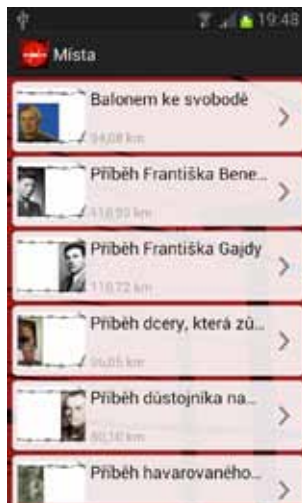 19:48
Místa
Balonem ke svobodě
94,08 km
Příběh Františka Bene...
Příběh Františka Gajdy
110,72 km
Příběh dcery, která zů...
Příběh důstojníka na...
Příběh havarovaného...